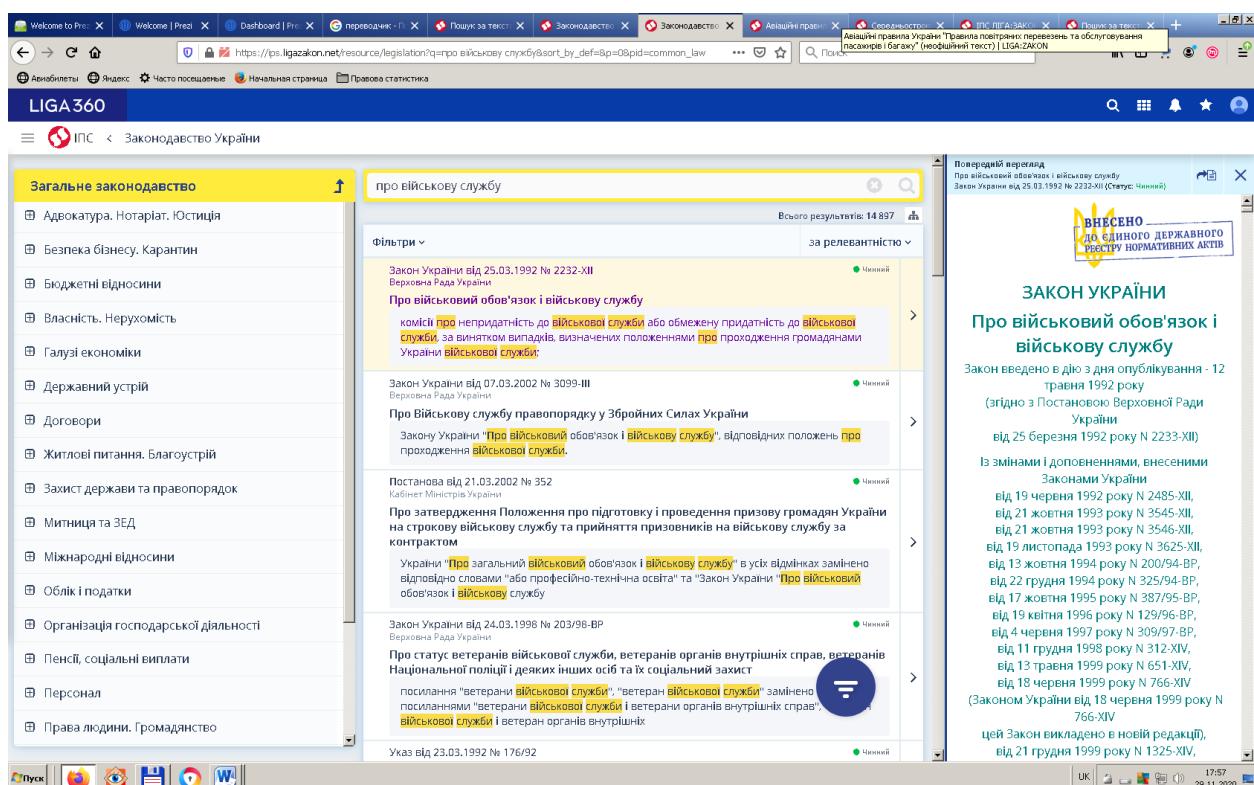 Welcome to Prez
Welcome | Prezi
Dashboard | Pre
переводчик - П
Пошук за текст
Законодавство
Законодавство
Авіаційні прави
Середньострок
ІПС ЛІГА:ЗАКОН
Пошук за текст
Авіаційні правила України "Правила повітряних перевезень та обслуговування
пасажирів і багажу" (неофіційний текст) | LIGA:ZAKON
https://ips.ligazakon.net/resource/legislation?q=про військову службу&sort_by_def=&p=0&pid=common_law
Поиск
Авиабилеты
Яндекс
Часто посещаемые
Начальная страница
Правова статистика
LIGA360
ІПС < Законодавство України
Загальне законодавство
Адвокатура. Нотаріат. Юстиція
Безпека бізнесу. Карантин
Бюджетні відносини
Власність. Нерухомість
Галузі економіки
Державний устрій
Договори
Житлові питання. Благоустрій
Захист держави та правопорядок
Митниця та ЗЕД
Міжнародні відносини
Облік і податки
Організація господарської діяльності
Пенсії, соціальні виплати
Персонал
Права людини. Громадянство
про військову службу
Всього результатів: 14 897
Фільтри
за релевантністю
Закон України від 25.03.1992 № 2232-XII
Чинний
Верховна Рада України
Про військовий обов'язок і військову службу
комісії про непридатність до військової служби або обмежену придатність до військової
служби, за винятком випадків, визначених положеннями про проходження громадянами
України військової служби;
Закон України від 07.03.2002 № 3099-III
Чинний
Верховна Рада України
Про Військову службу правопорядку у Збройних Силах України
Закону України "Про військовий обов'язок і військову службу", відповідних положень про
проходження військової служби.
Постанова від 21.03.2002 № 352
Чинний
Кабінет Міністрів України
Про затвердження Положення про підготовку і проведення призову громадян України
на строкову військову службу та прийняття призовників на військову службу за
контрактом
України "Про загальний військовий обов'язок і військову службу" в усіх відмінках замінено
відповідно словами "або професійно-технічна освіта" та "Закон України "Про військовий
обов'язок і військову службу
Закон України від 24.03.1998 № 203/98-ВР
Чинний
Верховна Рада України
Про статус ветеранів військової служби, ветеранів органів внутрішніх справ, ветеранів
Національної поліції і деяких інших осіб та їх соціальний захист
посилання "ветерани військової служби", "ветеран військової служби" замінено
посиланнями "ветерани військової служби і ветерани органів внутрішніх справ",
військової служби і ветеран органів внутрішніх
Указ від 23.03.1992 № 176/92
Чинний
Попередній перегляд
Про військовий обов'язок і військову службу
Закон України від 25.03.1992 № 2232-XII (Статус: Чинний)
ВНЕСЕНО
ДО ЄДИНОГО ДЕРЖАВНОГО
РЕЄСТРУ НОРМАТИВНИХ АКТІВ
ЗАКОН УКРАЇНИ
Про військовий обов'язок і
військову службу
Закон введено в дію з дня опублікування - 12
травня 1992 року
(згідно з Постановою Верховної Ради
України
від 25 березня 1992 року N 2233-XII)
Із змінами і доповненнями, внесеними
Законами України
від 19 червня 1992 року N 2485-XII,
від 21 жовтня 1993 року N 3545-XII,
від 21 жовтня 1993 року N 3546-XII,
від 19 листопада 1993 року N 3625-XII,
від 13 жовтня 1994 року N 200/94-ВР,
від 22 грудня 1994 року N 325/94-ВР,
від 17 жовтня 1995 року N 387/95-ВР,
від 19 квітня 1996 року N 129/96-ВР,
від 4 червня 1997 року N 309/97-ВР,
від 11 грудня 1998 року N 312-XIV,
від 13 травня 1999 року N 651-XIV,
від 18 червня 1999 року N 766-XIV
(Законом України від 18 червня 1999 року N
766-XIV
цей Закон викладено в новій редакції),
від 21 грудня 1999 року N 1325-XIV,
Пуск
UK
17:57
29.11.2020